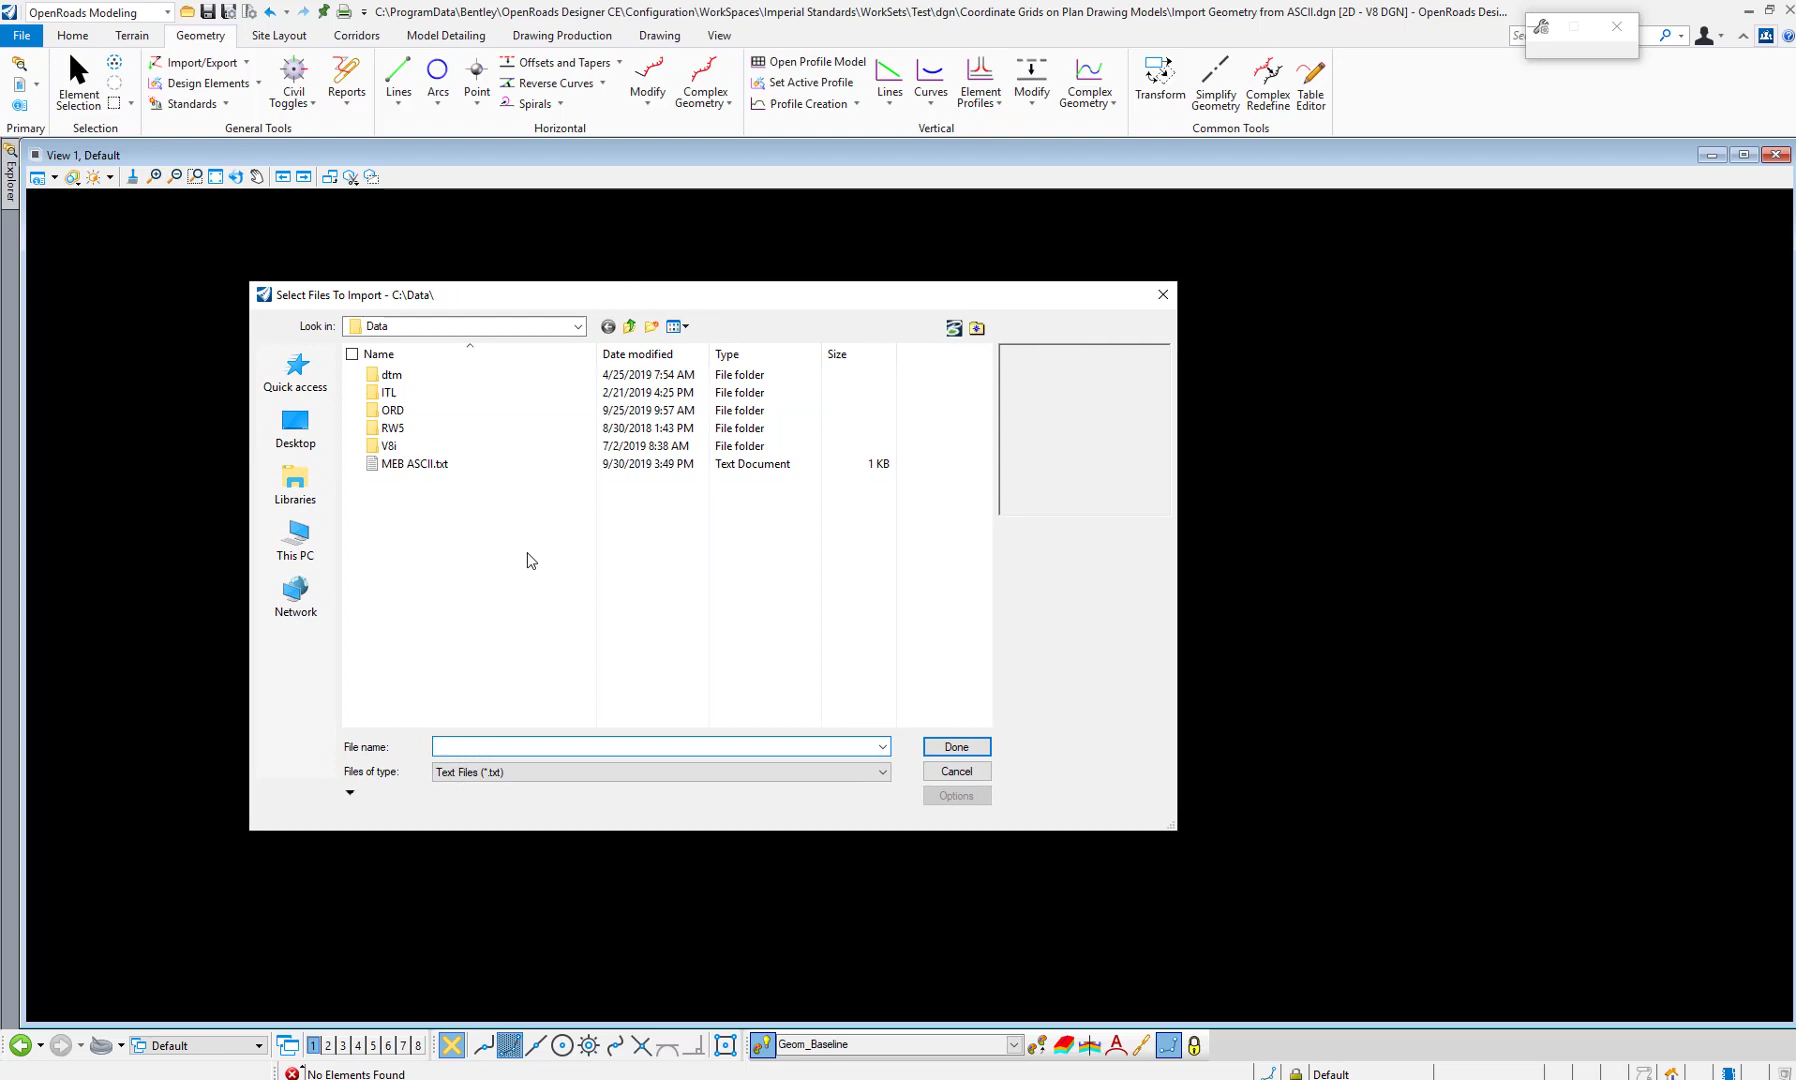 OpenRoads Modeling
C:\ProgramData\Bentley\OpenRoads Designer CE\Configuration\WorkSpaces\Imperial Standards\WorkSets\Test\dgn\Coordinate Grids on Plan Drawing Models\Import Geometry from ASCII.dgn [2D - V8 DGN] - OpenRoads Desi...
File Home Terrain Geometry Site Layout Corridors Model Detailing Drawing Production Drawing View
Import/Export Offsets and Tapers Open Profile Model
Design Elements Reverse Curves Set Active Profile
Standards Spirals Profile Creation
Element Selection
Civil Toggles
Reports
Lines
Arcs
Point
Modify
Complex Geometry
Lines
Curves
Element Profiles
Modify
Complex Geometry
Transform
Simplify Geometry
Complex Redefine
Table Editor
Primary Selection General Tools Horizontal Vertical Common Tools
Explorer
View 1, Default
Select Files To Import - C:\Data\
Look in: Data
Name Date modified Type Size
dtm 4/25/2019 7:54 AM File folder
ITL 2/21/2019 4:25 PM File folder
ORD 9/25/2019 9:57 AM File folder
RW5 8/30/2018 1:43 PM File folder
V8i 7/2/2019 8:38 AM File folder
MEB ASCII.txt 9/30/2019 3:49 PM Text Document 1 KB
Quick access
Desktop
Libraries
This PC
Network
File name: Done
Files of type: Text Files (*.txt) Cancel
Options
Default 1 2 3 4 5 6 7 8 Geom_Baseline
No Elements Found Default